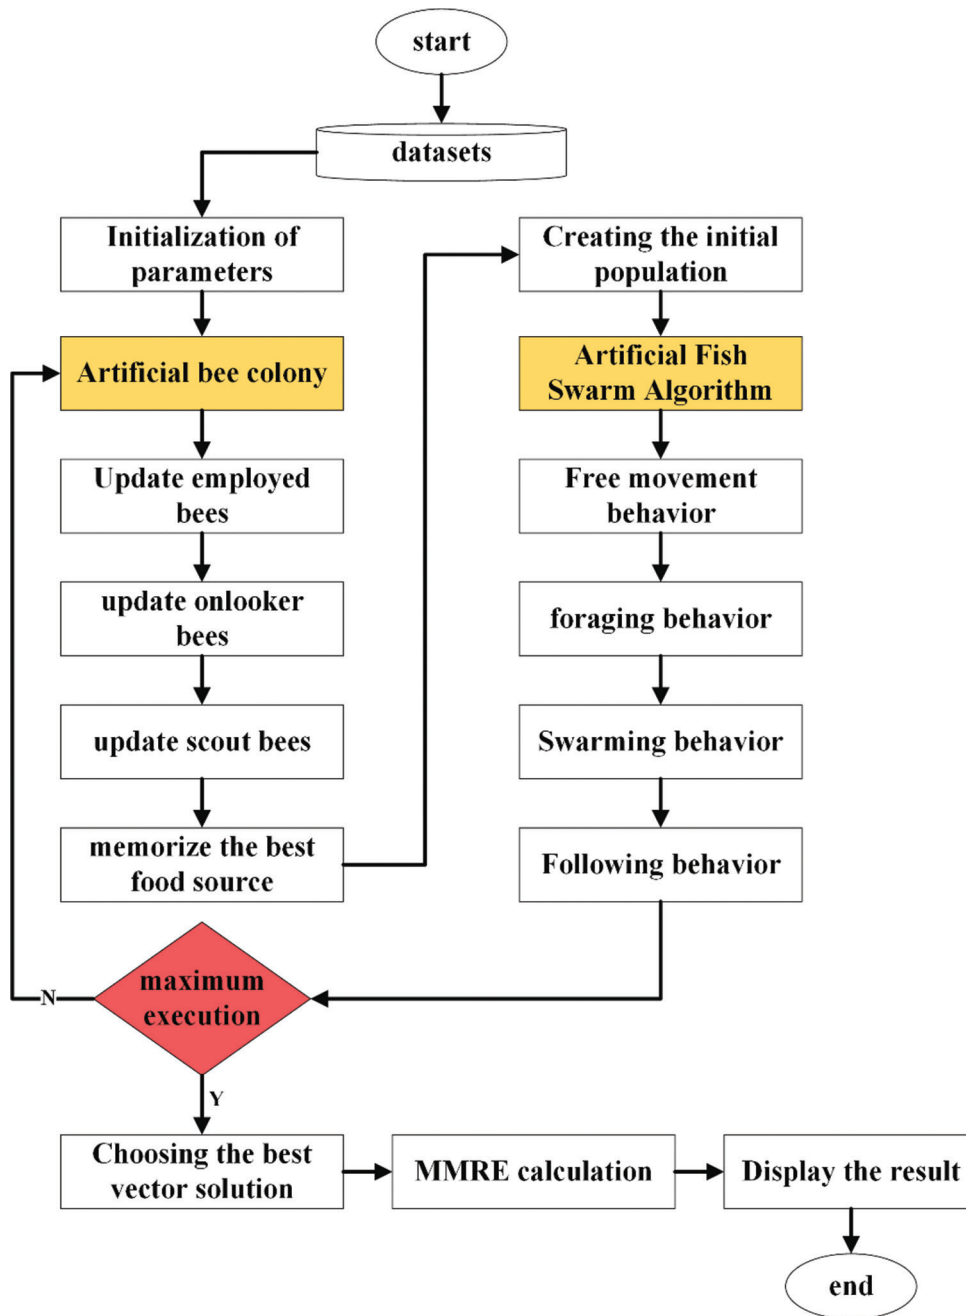 start
datasets
Initialization of
parameters
Artificial bee colony
Update employed
bees
update onlooker
bees
update scout bees
memorize the best
food source
Creating the initial
population
Artificial Fish
Swarm Algorithm
Free movement
behavior
foraging behavior
Swarming behavior
Following behavior
maximum
execution
N
Y
Choosing the best
vector solution
MMRE calculation
Display the result
end